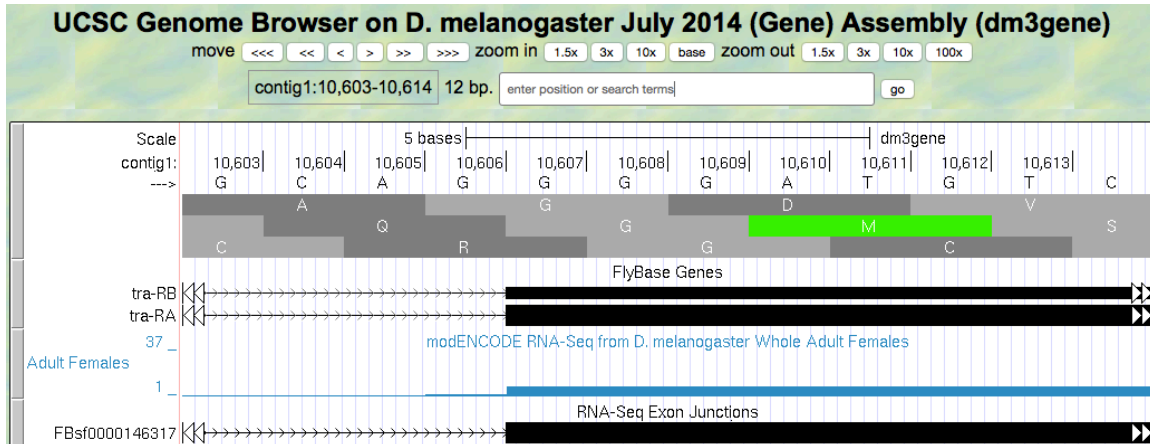 UCSC Genome Browser on D. melanogaster July 2014 (Gene) Assembly (dm3gene)
move <<< << < > >> >>> zoom in 1.5x 3x 10x base zoom out 1.5x 3x 10x 100x
contig1:10,603-10,614 12 bp. enter position or search terms go
Scale 5 bases dm3gene
contig1: 10,603 10,604 10,605 10,606 10,607 10,608 10,609 10,610 10,611 10,612 10,613
---> G C A G G G G A T G T C
A G D V
Q G M S
C R G C
FlyBase Genes
tra-RB
tra-RA
37 _ modENCODE RNA-Seq from D. melanogaster Whole Adult Females
Adult Females
1 _
RNA-Seq Exon Junctions
FBsf0000146317